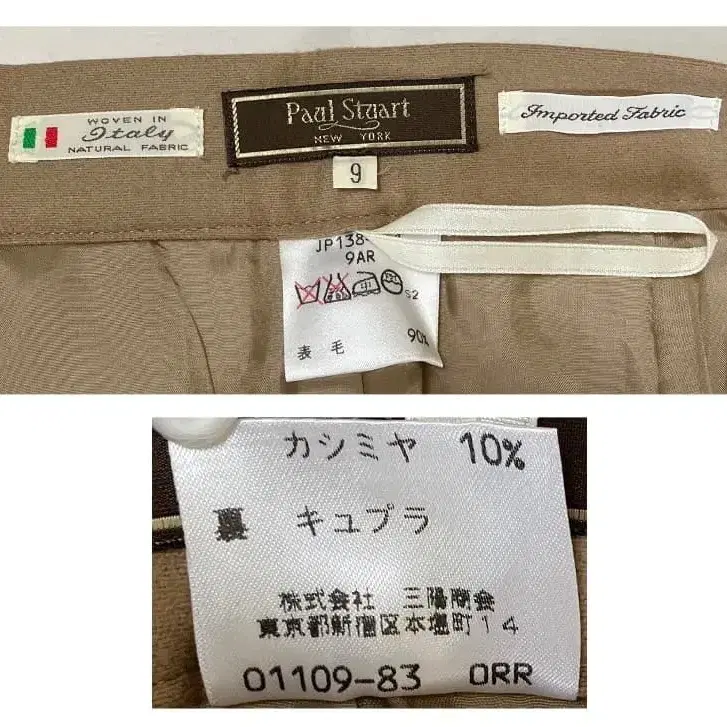 WOVEN IN
Italy
NATURAL FABRIC
Paul Stuart
NEW YORK
Imported Fabric
9
JP138-
9AR
S2
表 毛 90%
カシミヤ 10%
裏 キュプラ
株式会社 三陽商会
東京都新宿区本塩町14
01109-83 ORR